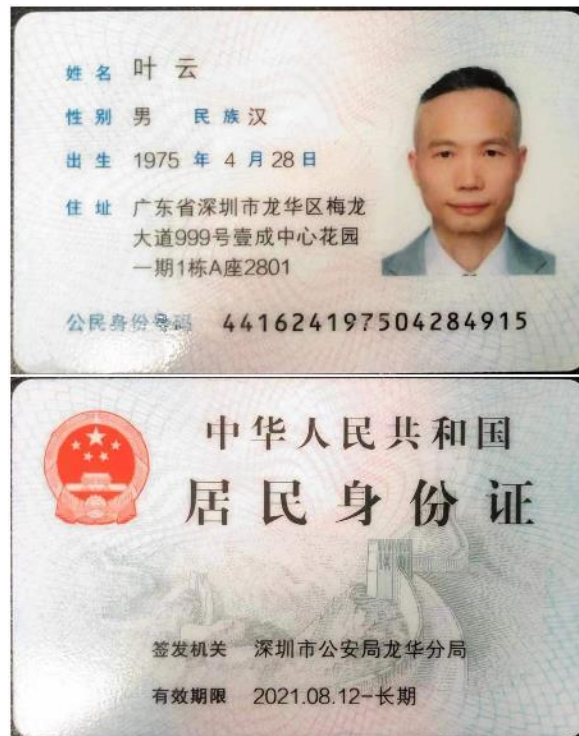 姓名 叶云
性别 男 民族 汉
出生 1975 年 4 月 28 日
住址 广东省深圳市龙华区梅龙
大道999号壹成中心花园
一期1栋A座2801
公民身份号码 441624197504284915
中华人民共和国
居民身份证
签发机关 深圳市公安局龙华分局
有效期限 2021.08.12-长期